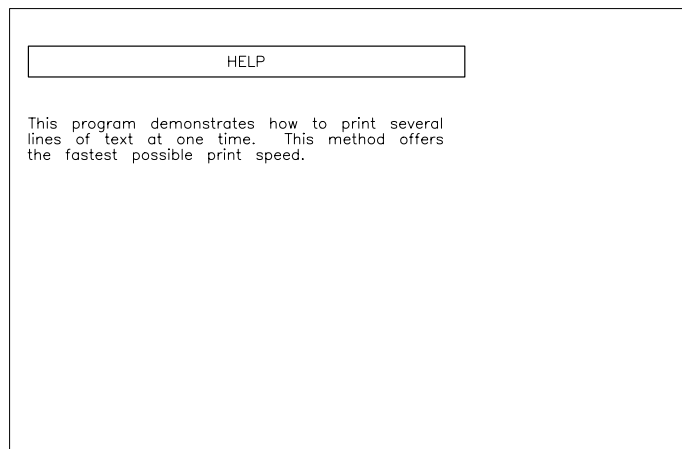 HELP
This program demonstrates how to print several
lines of text at one time. This method offers
the fastest possible print speed.